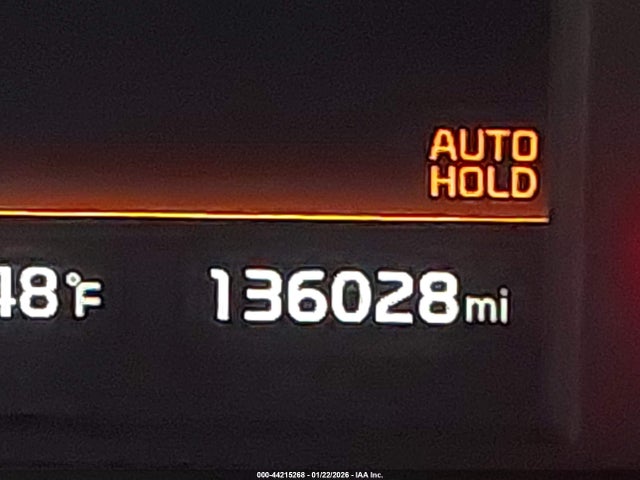 AUTO
HOLD
48°F 136028mi
000-44215268 - 01/22/2026 - IAA Inc.